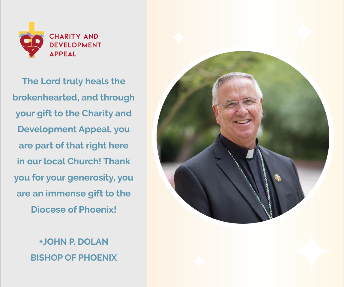 CHARITY AND
DEVELOPMENT
APPEAL
The Lord truly heals the
brokenhearted, and through
your gift to the Charity and
Development Appeal, you
are part of that right here
in our local Church! Thank
you for your generosity, you
are an immense gift to the
Diocese of Phoenix!
+JOHN P. DOLAN
BISHOP OF PHOENIX